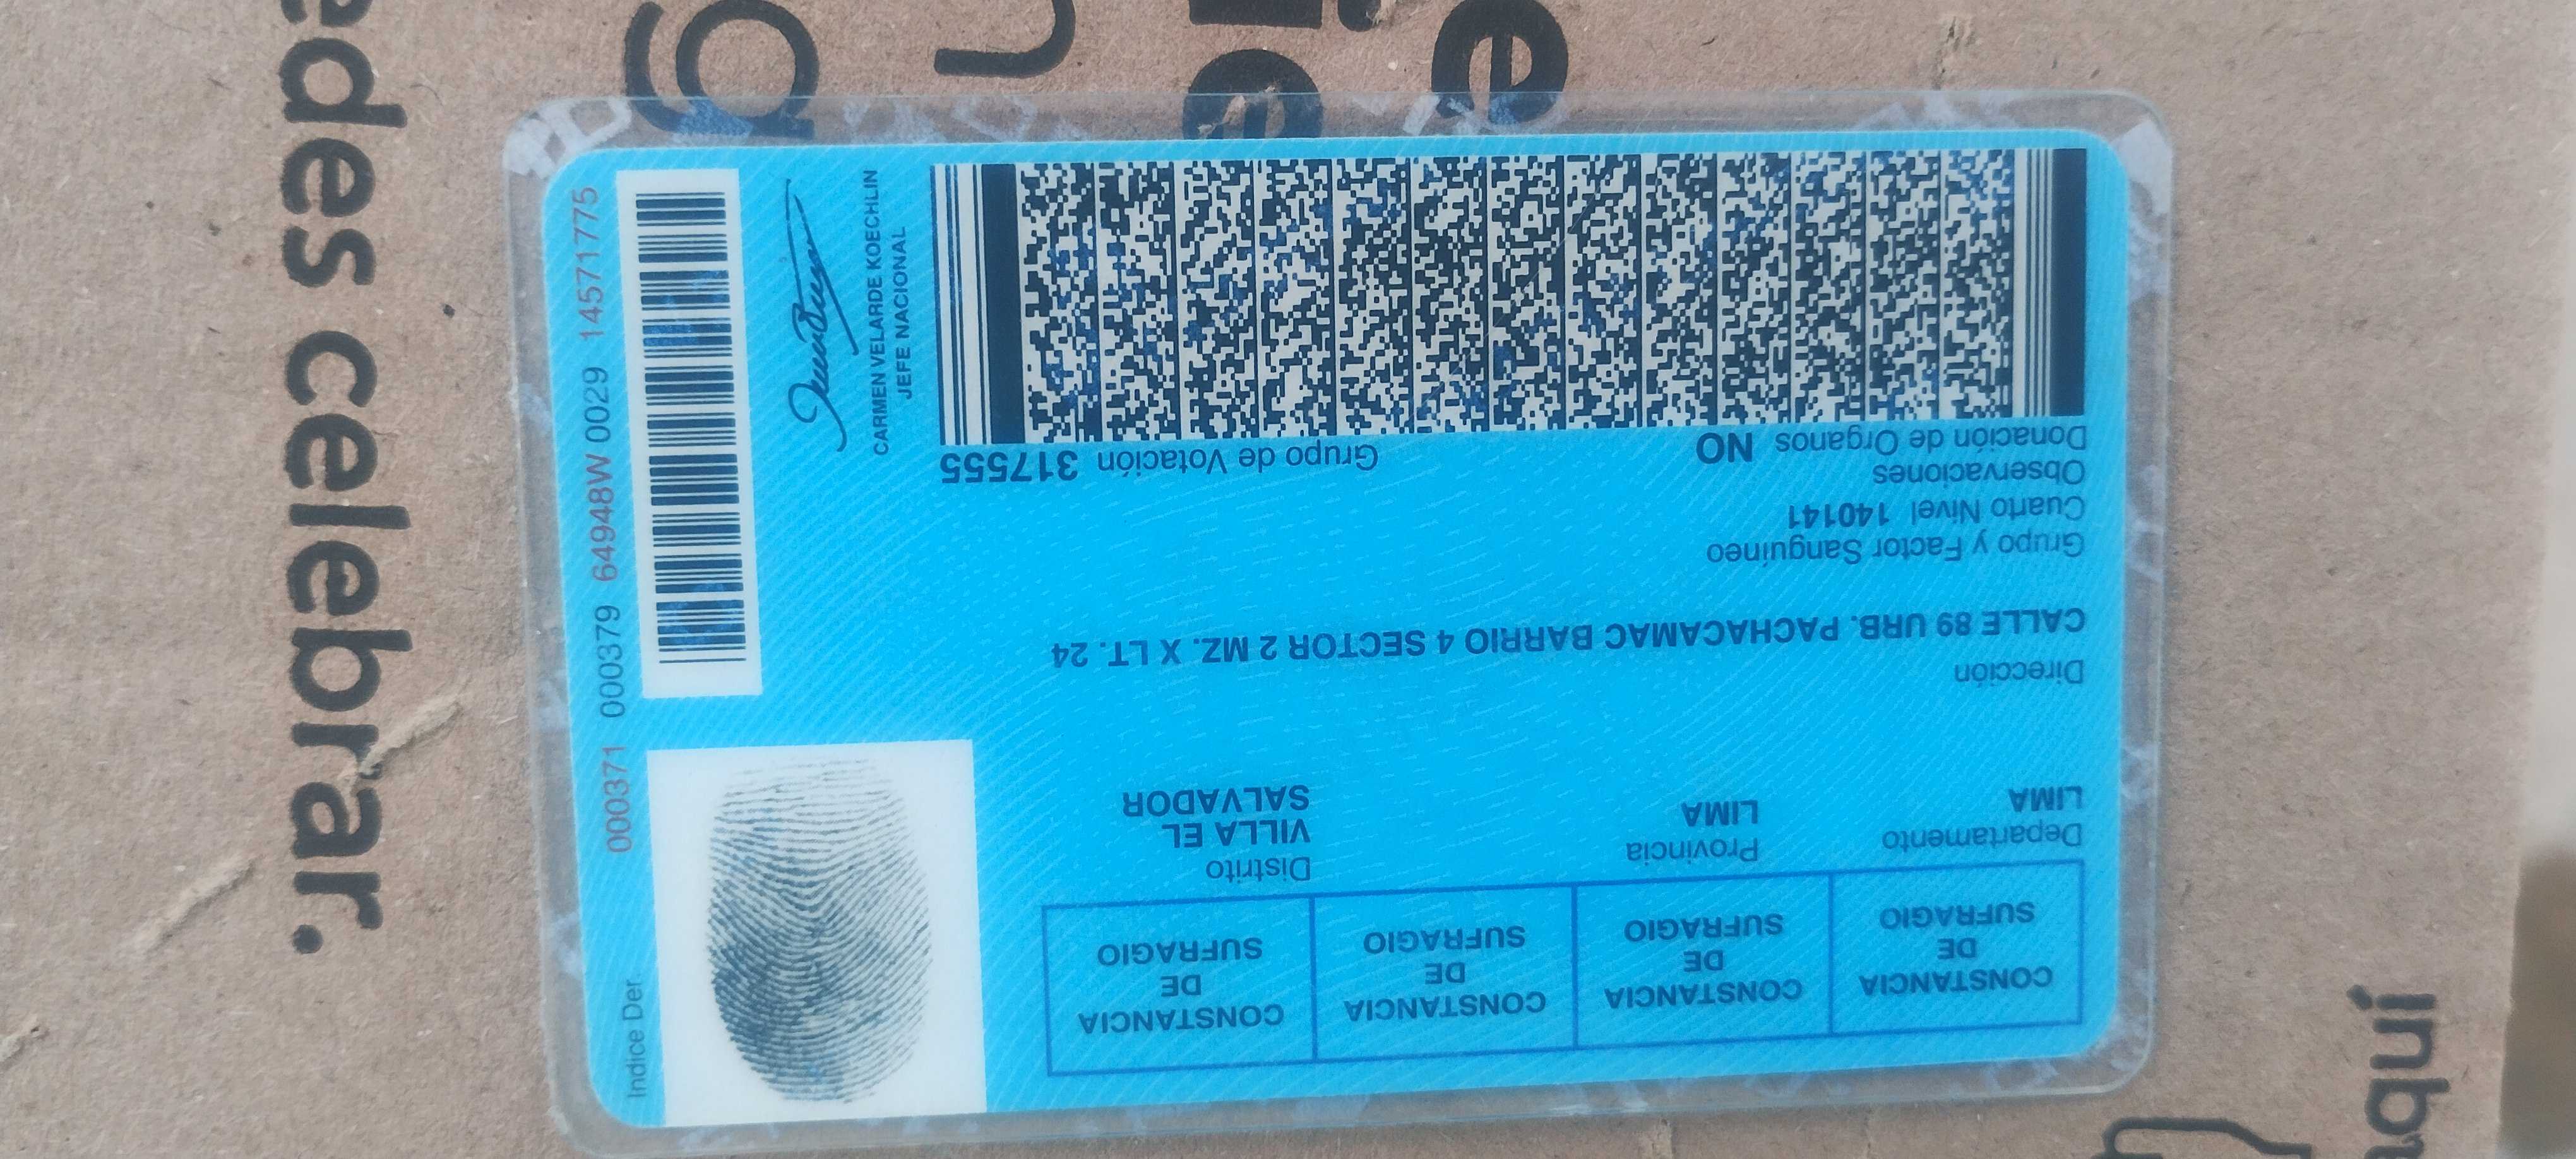 CONSTANCIA DE SUFRAGIO
CONSTANCIA DE SUFRAGIO
CONSTANCIA DE SUFRAGIO
CONSTANCIA DE SUFRAGIO
Departamento
LIMA
Provincia
LIMA
Distrito
VILLA EL
SALVADOR
Dirección
CALLE 89 URB. PACHACAMAC BARRIO 4 SECTOR 2 MZ. X LT. 24
Grupo y Factor Sanguíneo
Cuarto Nivel 140141
Observaciones
Donación de Organos NO
Grupo de Votación 317555
Indice Der
000371 000379 64948W 0029 14571775
CARMEN VELARDE KOECHLIN
JEFE NACIONAL
edes celebrar.
aquí